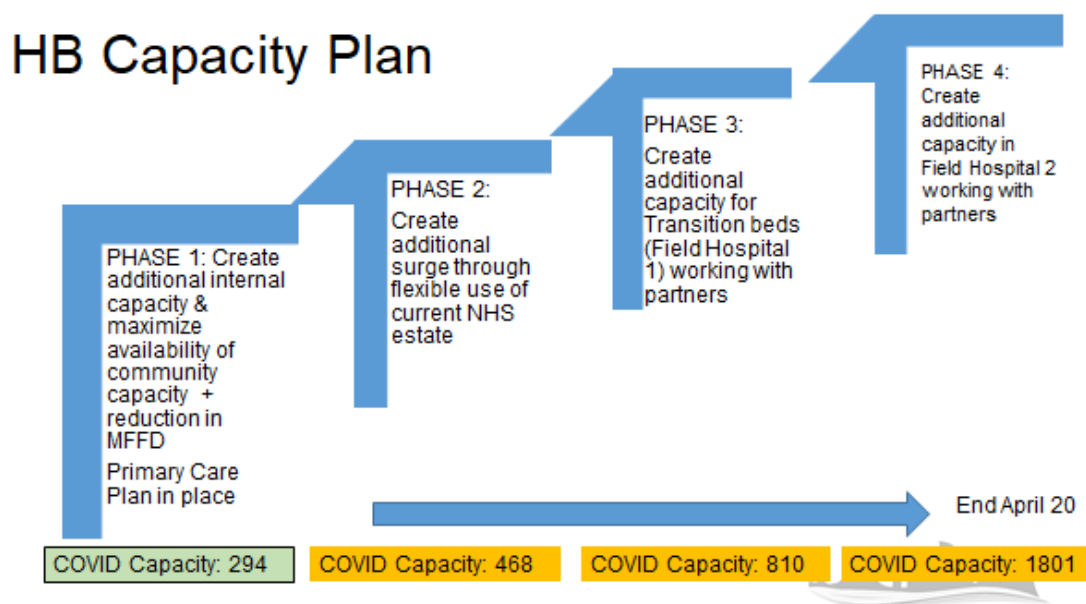 HB Capacity Plan
PHASE 1: Create
additional internal
capacity &
maximize
availability of
community
capacity +
reduction in
MFFD
Primary Care
Plan in place
PHASE 2:
Create
additional
surge through
flexible use of
current NHS
estate
PHASE 3:
Create
additional
capacity for
Transition beds
(Field Hospital
1) working with
partners
PHASE 4:
Create
additional
capacity in
Field Hospital 2
working with
partners
End April 20
COVID Capacity: 294
COVID Capacity: 468
COVID Capacity: 810
COVID Capacity: 1801